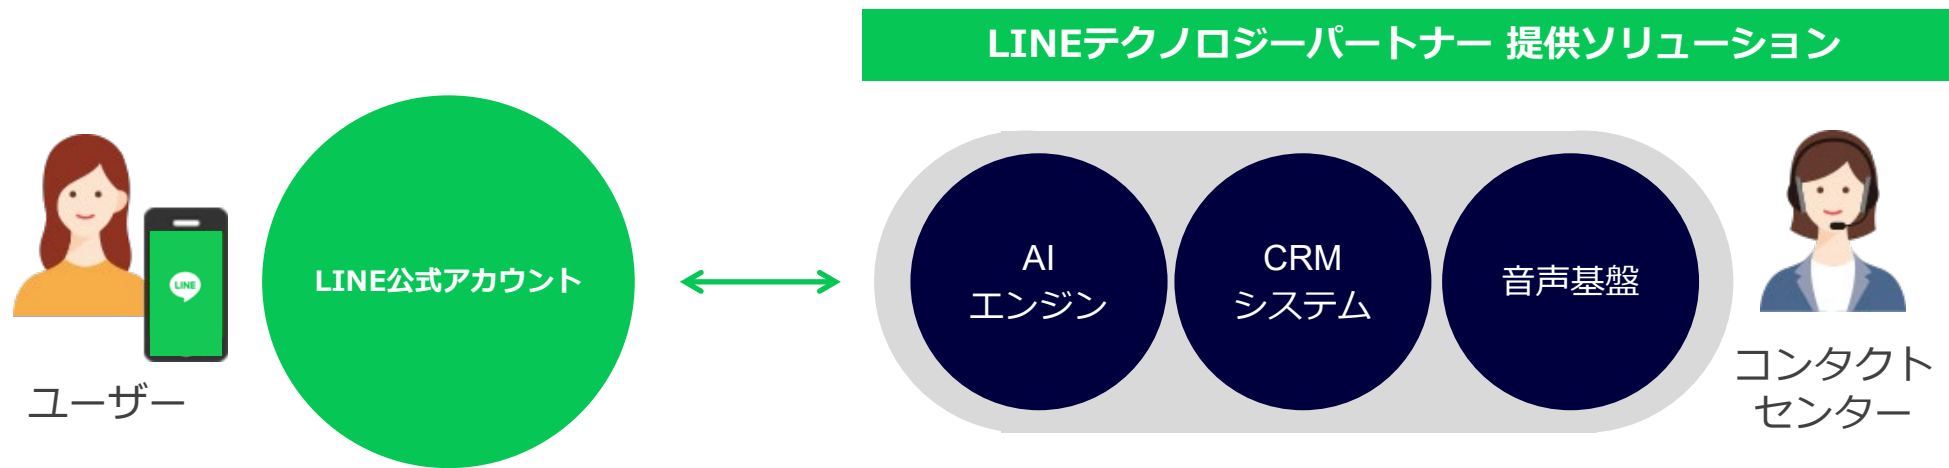 LINEテクノロジーパートナー 提供ソリューション
LINE
ユーザー
LINE公式アカウント
AI
エンジン
CRM
システム
音声基盤
コンタクト
センター